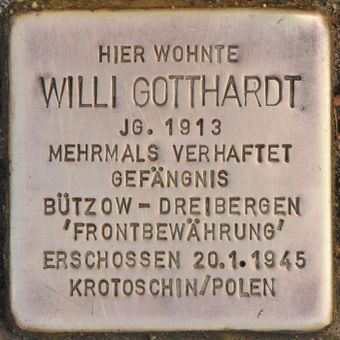 HIER WOHNTE
WILLI GOTTHARDT
JG. 1913
MEHRMALS VERHAFTET
GEFÄNGNIS
BÜTZOW – DREIBERGEN
'FRONTBEWÄHRUNG'
ERSCHOSSEN 20.1.1945
KROTOSCHIN/POLEN